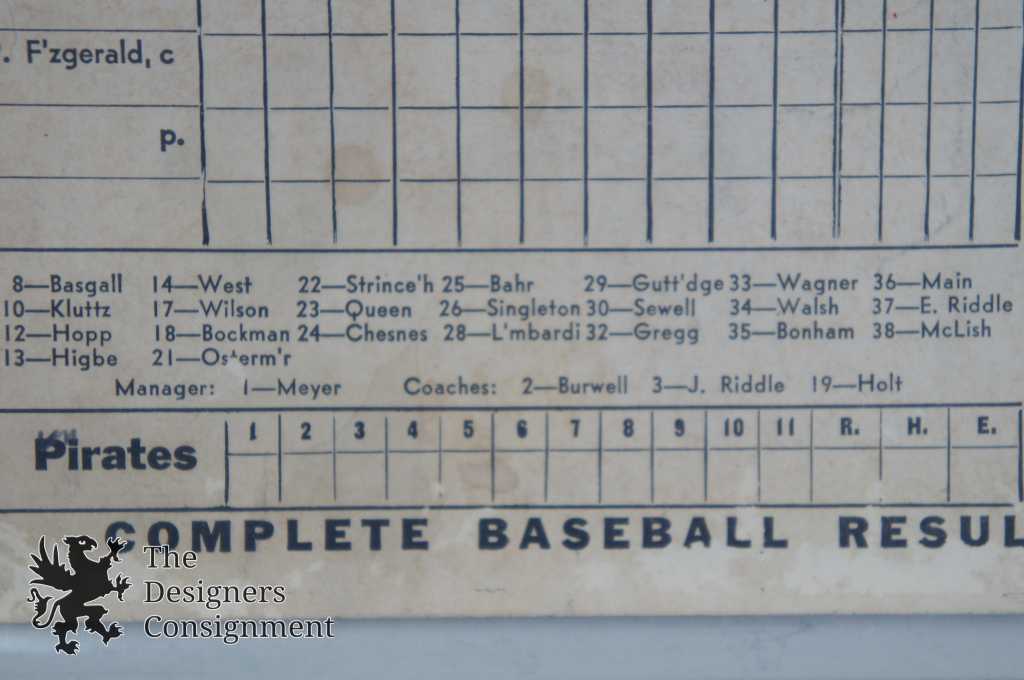 . F'zgerald, c
p.
8—Basgall 14—West 22—Strince'h 25—Bahr 29—Gutt'dge 33—Wagner 36—Main
10—Kluttz 17—Wilson 23—Queen 26—Singleton 30—Sewell 34—Walsh 37—E. Riddle
12—Hopp 18—Bockman 24—Chesnes 28—L'mbardi 32—Gregg 35—Bonham 38—McLish
13—Higbe 21—Osterm'r
Manager: 1—Meyer Coaches: 2—Burwell 3—J. Riddle 19—Holt
Pirates 1 2 3 4 5 6 7 8 9 10 11 R. H. E.
COMPLETE BASEBALL RESUL
The
Designers
Consignment